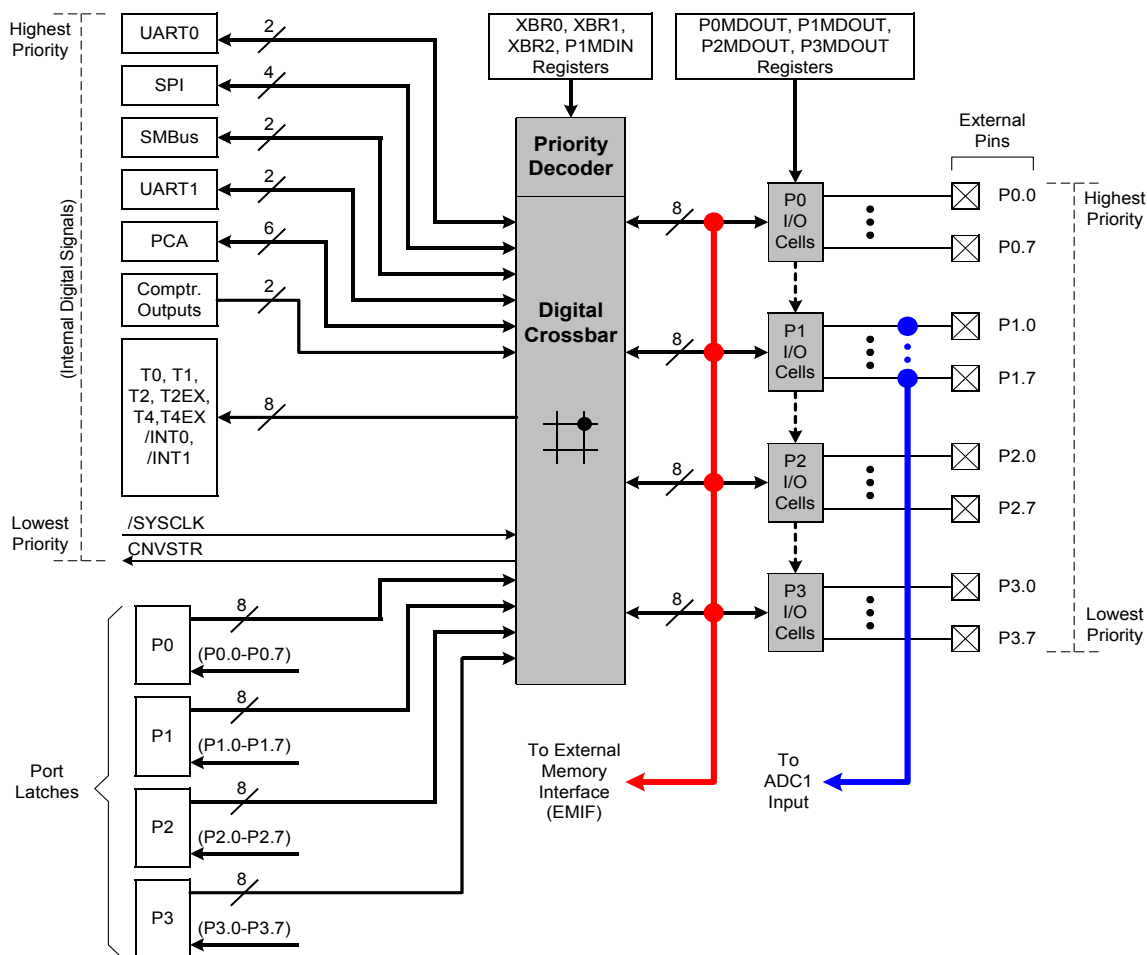 Highest
Priority
UART0
2
SPI
4
SMBus
2
UART1
2
PCA
6
Comptr.
Outputs
2
T0, T1,
T2, T2EX,
T4,T4EX
/INT0,
/INT1
8
(Internal Digital Signals)
Lowest
Priority
/SYSCLK
CNVSTR
XBR0, XBR1,
XBR2, P1MDIN
Registers
P0MDOUT, P1MDOUT,
P2MDOUT, P3MDOUT
Registers
Priority
Decoder
Digital
Crossbar
8
8
8
8
P0
I/O
Cells
P1
I/O
Cells
P2
I/O
Cells
P3
I/O
Cells
External
Pins
P0.0
P0.7
P1.0
P1.7
P2.0
P2.7
P3.0
P3.7
Highest
Priority
Lowest
Priority
Port
Latches
P0
8
(P0.0-P0.7)
P1
8
(P1.0-P1.7)
P2
8
(P2.0-P2.7)
P3
8
(P3.0-P3.7)
To External
Memory
Interface
(EMIF)
To
ADC1
Input